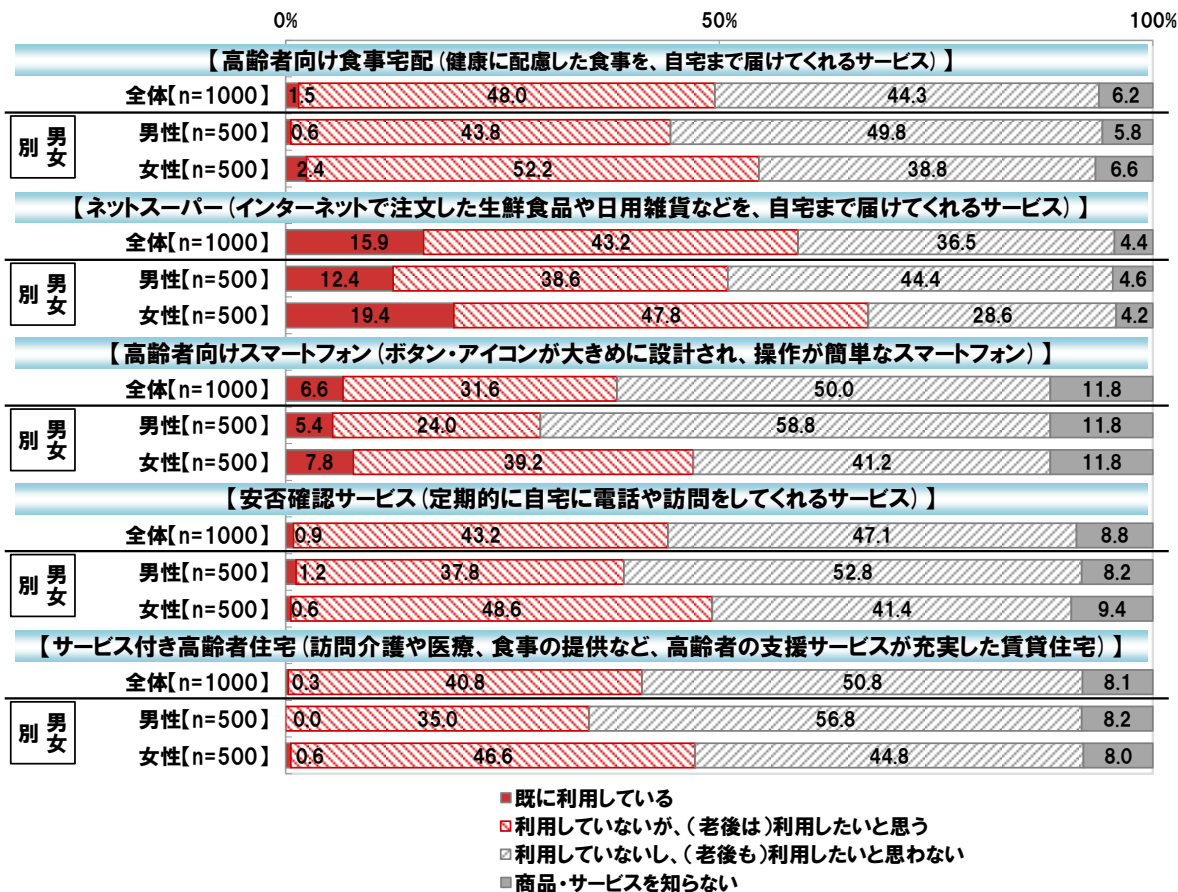 0% 50% 100%
【高齢者向け食事宅配(健康に配慮した食事を、自宅まで届けてくれるサービス)】
全体【n=1000】 1.5 48.0 44.3 6.2
男女別
男性【n=500】 0.6 43.8 49.8 5.8
女性【n=500】 2.4 52.2 38.8 6.6
【ネットスーパー(インターネットで注文した生鮮食品や日用雑貨などを、自宅まで届けてくれるサービス)】
全体【n=1000】 15.9 43.2 36.5 4.4
男女別
男性【n=500】 12.4 38.6 44.4 4.6
女性【n=500】 19.4 47.8 28.6 4.2
【高齢者向けスマートフォン(ボタン・アイコンが大きめに設計され、操作が簡単なスマートフォン)】
全体【n=1000】 6.6 31.6 50.0 11.8
男女別
男性【n=500】 5.4 24.0 58.8 11.8
女性【n=500】 7.8 39.2 41.2 11.8
【安否確認サービス(定期的に自宅に電話や訪問をしてくれるサービス)】
全体【n=1000】 0.9 43.2 47.1 8.8
男女別
男性【n=500】 1.2 37.8 52.8 8.2
女性【n=500】 0.6 48.6 41.4 9.4
【サービス付き高齢者住宅(訪問介護や医療、食事の提供など、高齢者の支援サービスが充実した賃貸住宅)】
全体【n=1000】 0.3 40.8 50.8 8.1
男女別
男性【n=500】 0.0 35.0 56.8 8.2
女性【n=500】 0.6 46.6 44.8 8.0
既に利用している
利用していないが、(老後は)利用したいと思う
利用していないし、(老後も)利用したいと思わない
商品・サービスを知らない